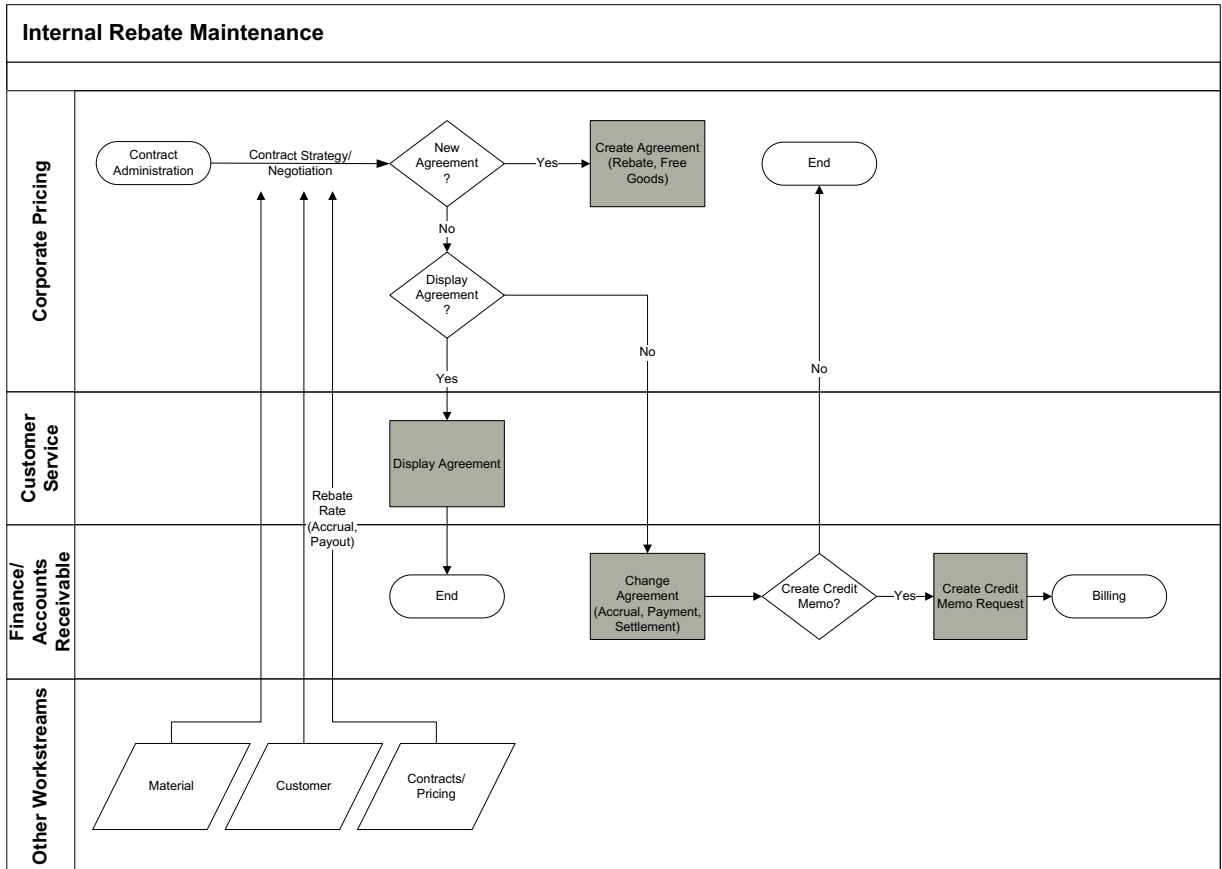 Internal Rebate Maintenance
Corporate Pricing
Contract
Administration
Contract Strategy/
Negotiation
New
Agreement
?
Yes
Create Agreement
(Rebate, Free
Goods)
End
No
Display
Agreement
?
No
No
Yes
Customer
Service
Display Agreement
Rebate
Rate
(Accrual,
Payout)
Finance/
Accounts
Receivable
End
Change
Agreement
(Accrual, Payment,
Settlement)
Create Credit
Memo?
Yes
Create Credit
Memo Request
Billing
Other Workstreams
Material
Customer
Contracts/
Pricing